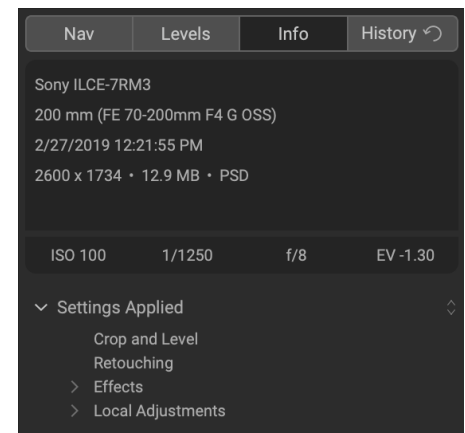 Nav Levels Info History
Sony ILCE-7RM3
200 mm (FE 70-200mm F4 G OSS)
2/27/2019 12:21:55 PM
2600 x 1734 • 12.9 MB • PSD
ISO 100 1/1250 f/8 EV -1.30
Settings Applied
Crop and Level
Retouching
Effects
Local Adjustments